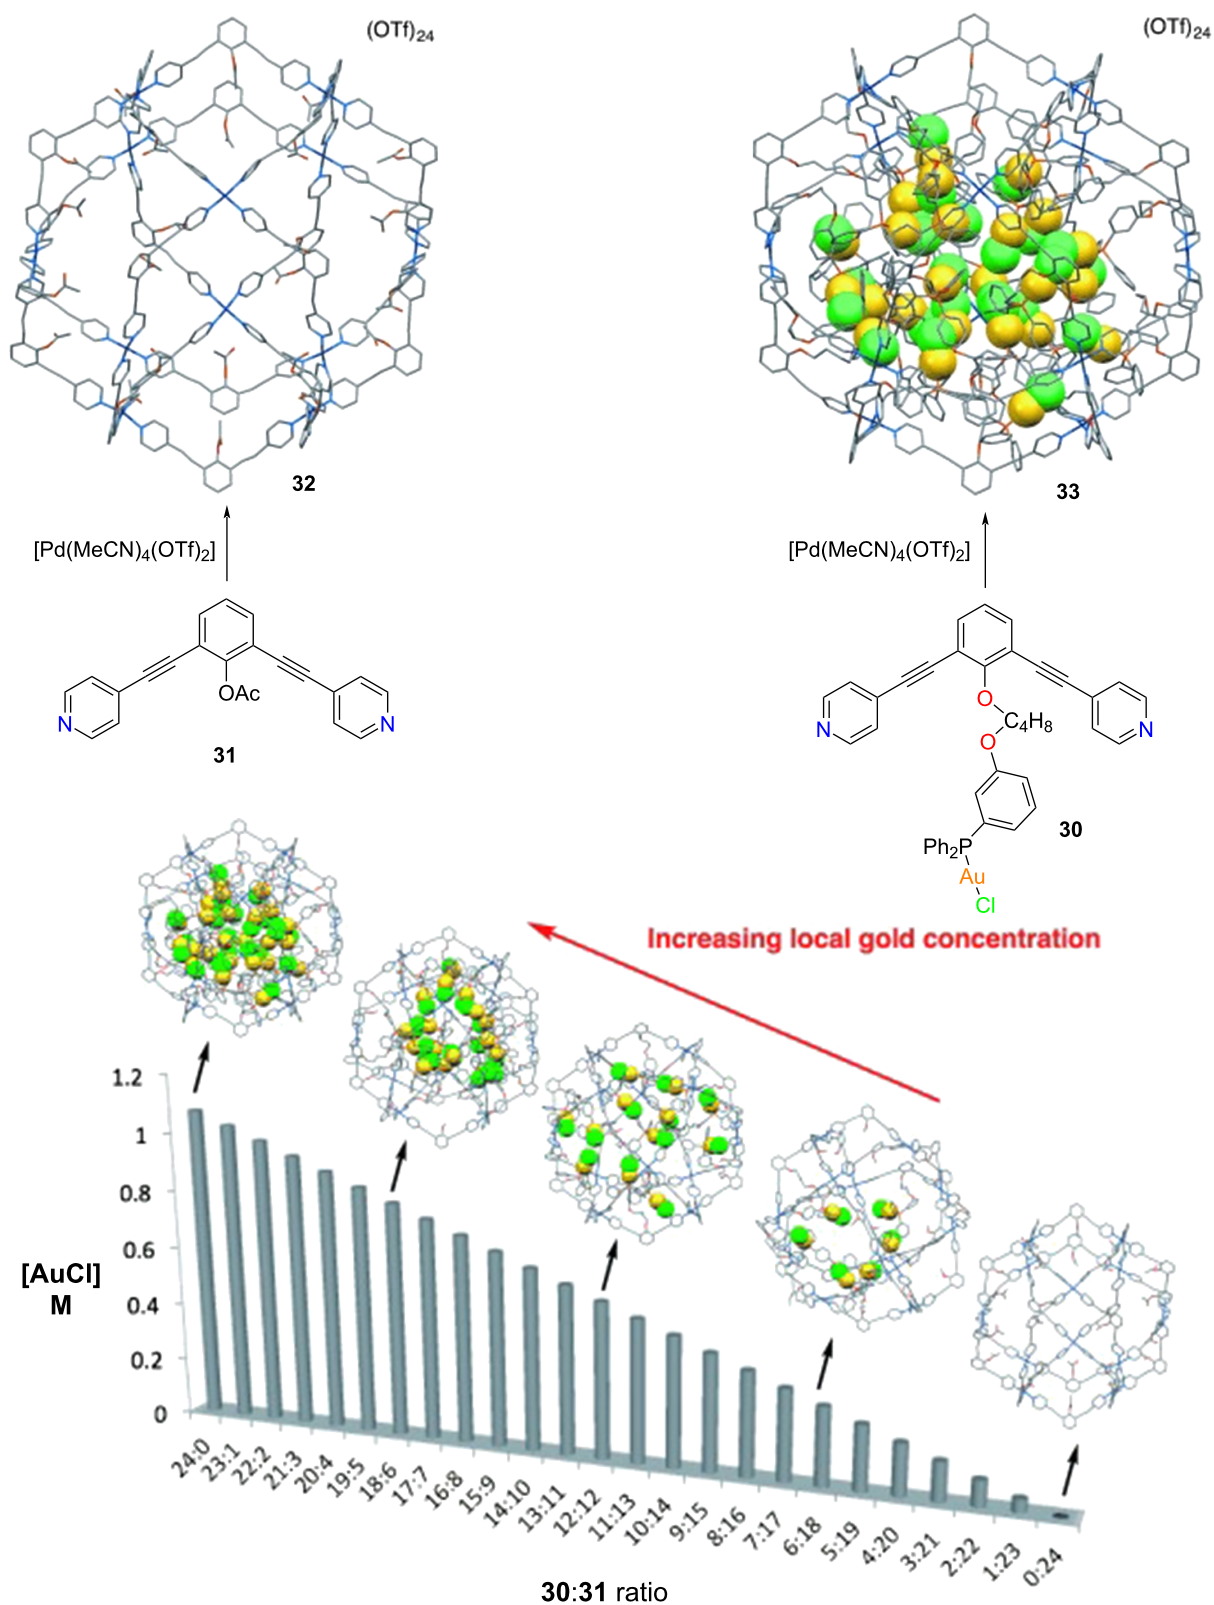 (OTf)24
(OTf)24
32
33
[Pd(MeCN)4(OTf)2]
[Pd(MeCN)4(OTf)2]
OAc
N
N
31
O
C4H8
O
N
N
30
Ph2P
Au
Cl
Increasing local gold concentration
1.2
1
0.8
0.6
0.4
0.2
0
[AuCl]
M
24:0
23:1
22:2
21:3
20:4
19:5
18:6
17:7
16:8
15:9
14:10
13:11
12:12
11:13
10:14
9:15
8:16
7:17
6:18
5:19
4:20
3:21
2:22
1:23
0:24
30:31 ratio